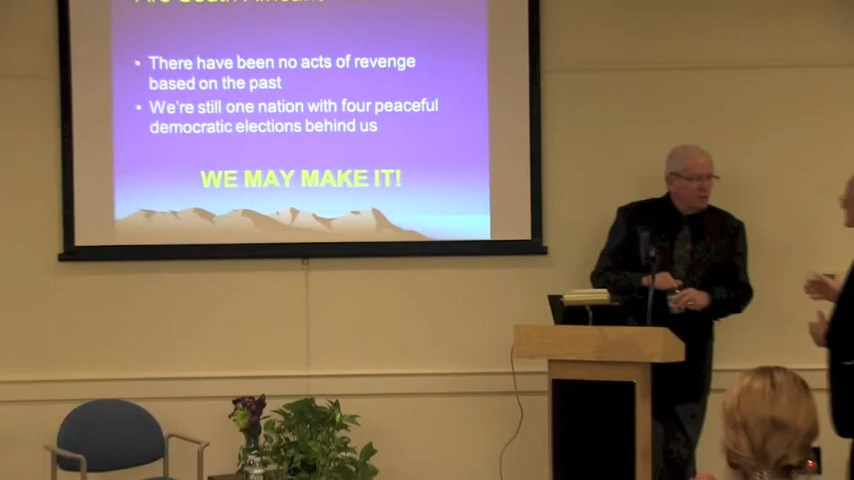 • There have been no acts of revenge
based on the past
• We're still one nation with four peaceful
democratic elections behind us
WE MAY MAKE IT!